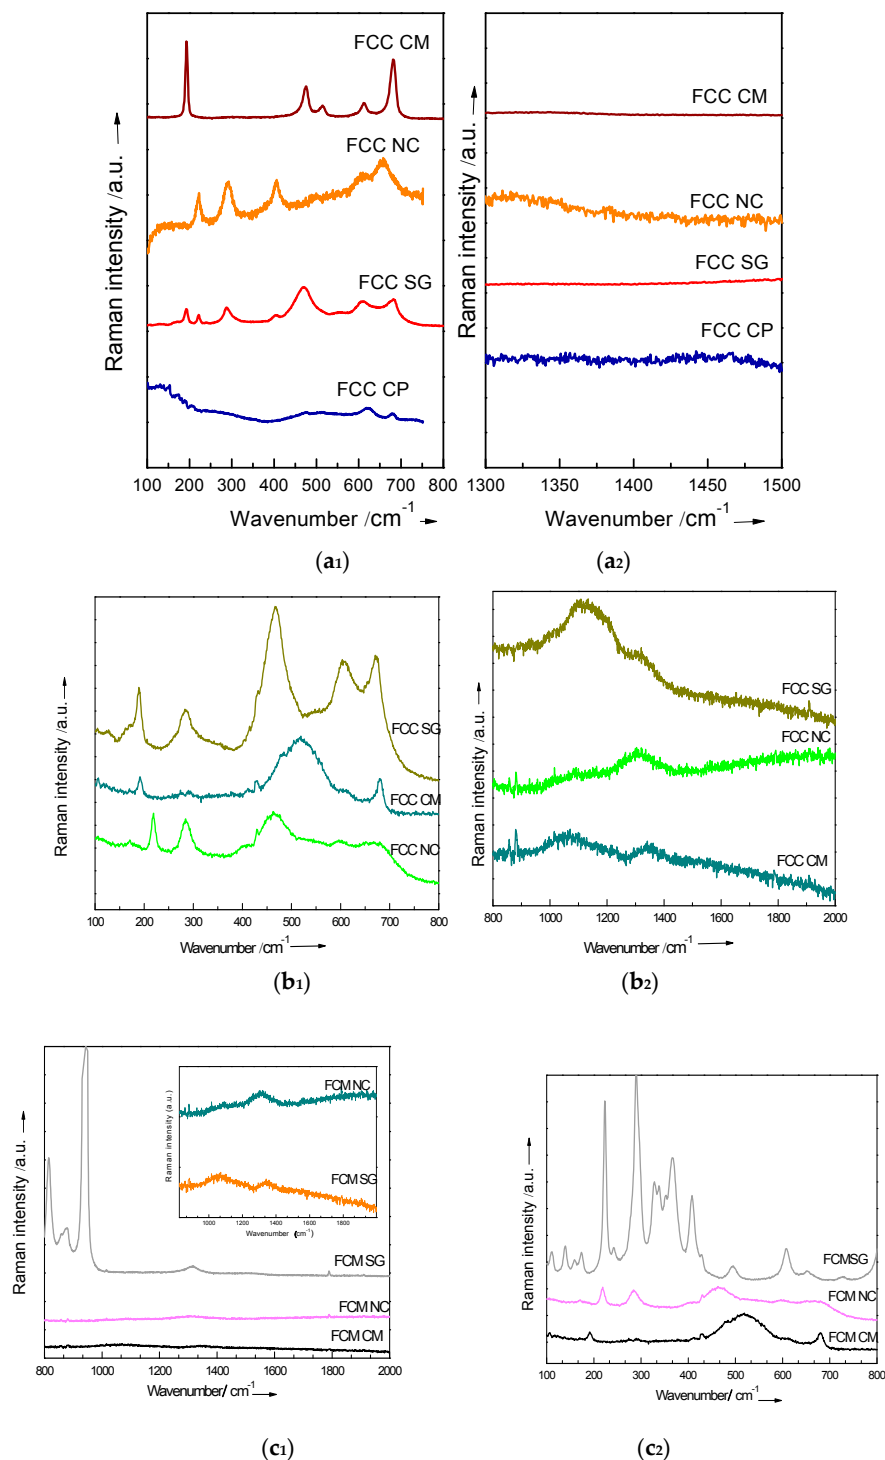 FCC CM
FCC NC
FCC SG
FCC CP
Raman intensity /a.u.
100 200 300 400 500 600 700 800
Wavenumber /cm-1
(a1)
FCC CM
FCC NC
FCC SG
FCC CP
Raman intensity /a.u.
1300 1350 1400 1450 1500
Wavenumber /cm-1
(a2)
FCC SG
FCC CM
FCC NC
Raman intensity /a.u.
100 200 300 400 500 600 700 800
Wavenumber /cm-1
(b1)
FCC SG
FCC NC
FCC CM
Raman intensity /a.u.
800 1000 1200 1400 1600 1800 2000
Wavenumber /cm-1
(b2)
FCM NC
FCM SG
Raman intensity (a.u.)
1000 1200 1400 1600 1800
Wavenumber (cm-1)
FCM SG
FCM NC
FCM CM
Raman intensity /a.u.
800 1000 1200 1400 1600 1800 2000
Wavenumber/ cm-1
(c1)
FCMSG
FCM NC
FCM CM
Raman intensity /a.u.
100 200 300 400 500 600 700 800
Wavenumber/ cm-1
(c2)